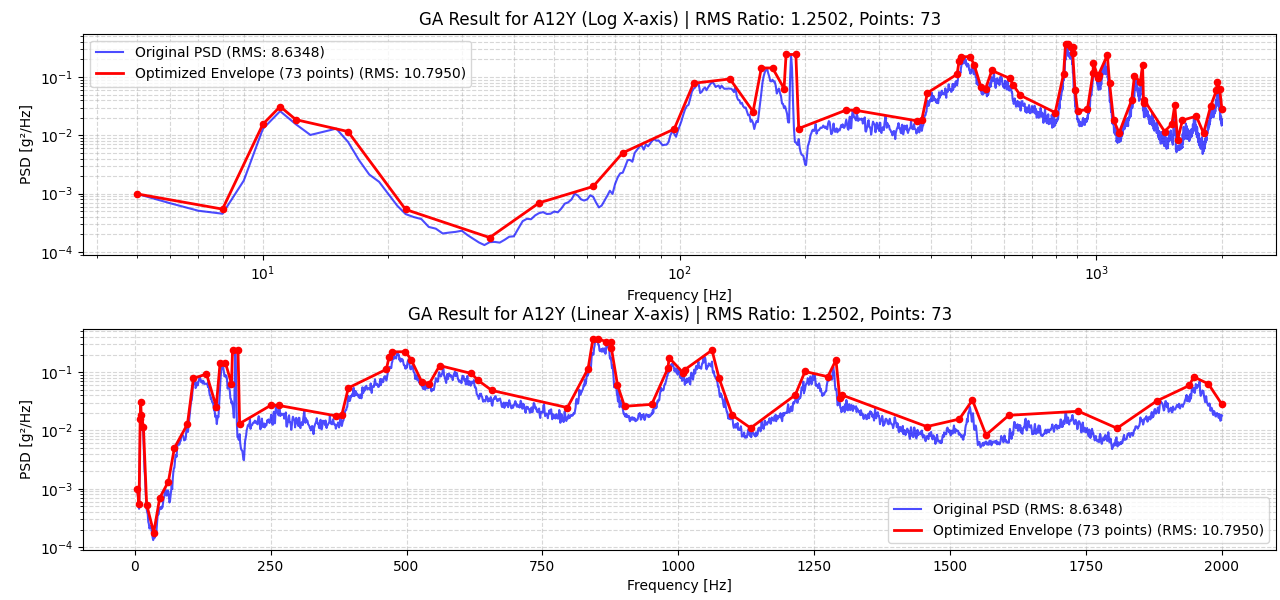 GA Result for A12Y (Log X-axis) | RMS Ratio: 1.2502, Points: 73
Original PSD (RMS: 8.6348)
Optimized Envelope (73 points) (RMS: 10.7950)
PSD [g²/Hz]
10⁻¹
10⁻²
10⁻³
10⁻⁴
10¹ 10² 10³
Frequency [Hz]
GA Result for A12Y (Linear X-axis) | RMS Ratio: 1.2502, Points: 73
PSD [g²/Hz]
10⁻¹
10⁻²
10⁻³
10⁻⁴
Original PSD (RMS: 8.6348)
Optimized Envelope (73 points) (RMS: 10.7950)
0 250 500 750 1000 1250 1500 1750 2000
Frequency [Hz]